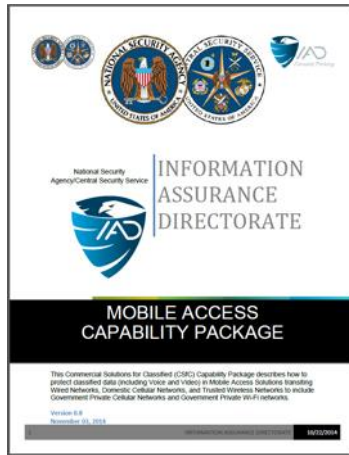 NATIONAL SECURITY AGENCY
UNITED STATES OF AMERICA
CENTRAL SECURITY SERVICE
UNITED STATES OF AMERICA
IAD
National Security
Agency/Central Security Service
INFORMATION
ASSURANCE
DIRECTORATE
IAD
MOBILE ACCESS
CAPABILITY PACKAGE
This Commercial Solutions for Classified (CSfC) Capability Package describes how to
protect classified data (including Voice and Video) in Mobile Access Solutions transiting
Wired Networks, Domestic Cellular Networks, and Trusted Wireless Networks to include
Government Private Cellular Networks and Government Private Wi-Fi networks.
November 03, 2014
INFORMATION ASSURANCE DIRECTORATE
10/22/2014